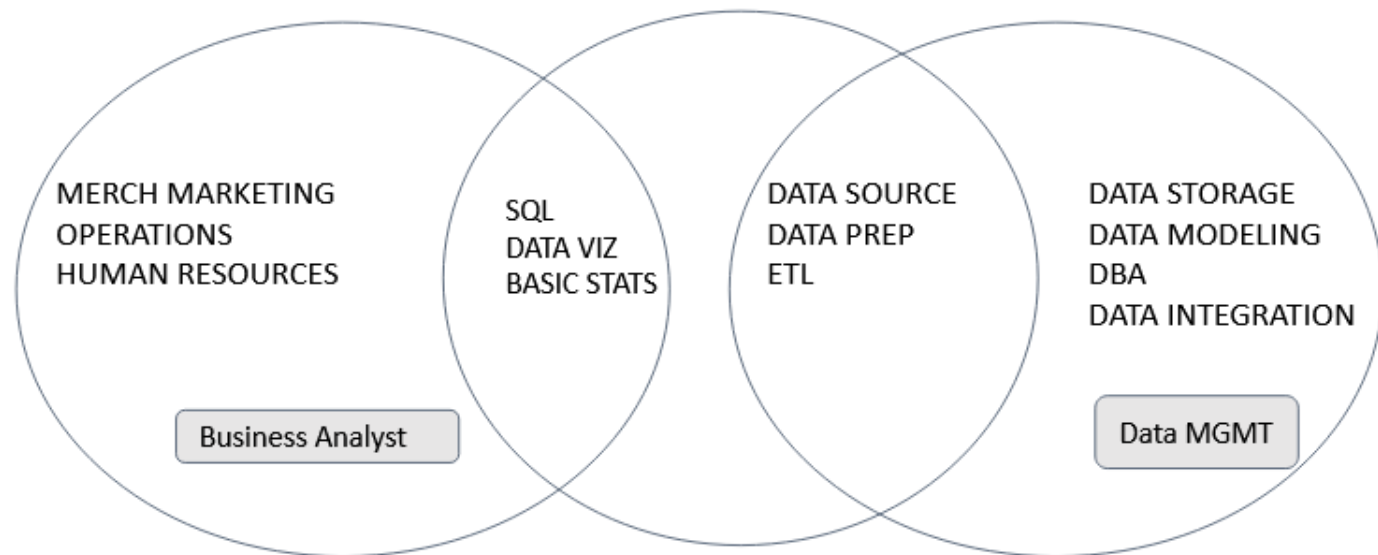 MERCH MARKETING
OPERATIONS
HUMAN RESOURCES
SQL
DATA VIZ
BASIC STATS
DATA SOURCE
DATA PREP
ETL
DATA STORAGE
DATA MODELING
DBA
DATA INTEGRATION
Business Analyst
Data MGMT